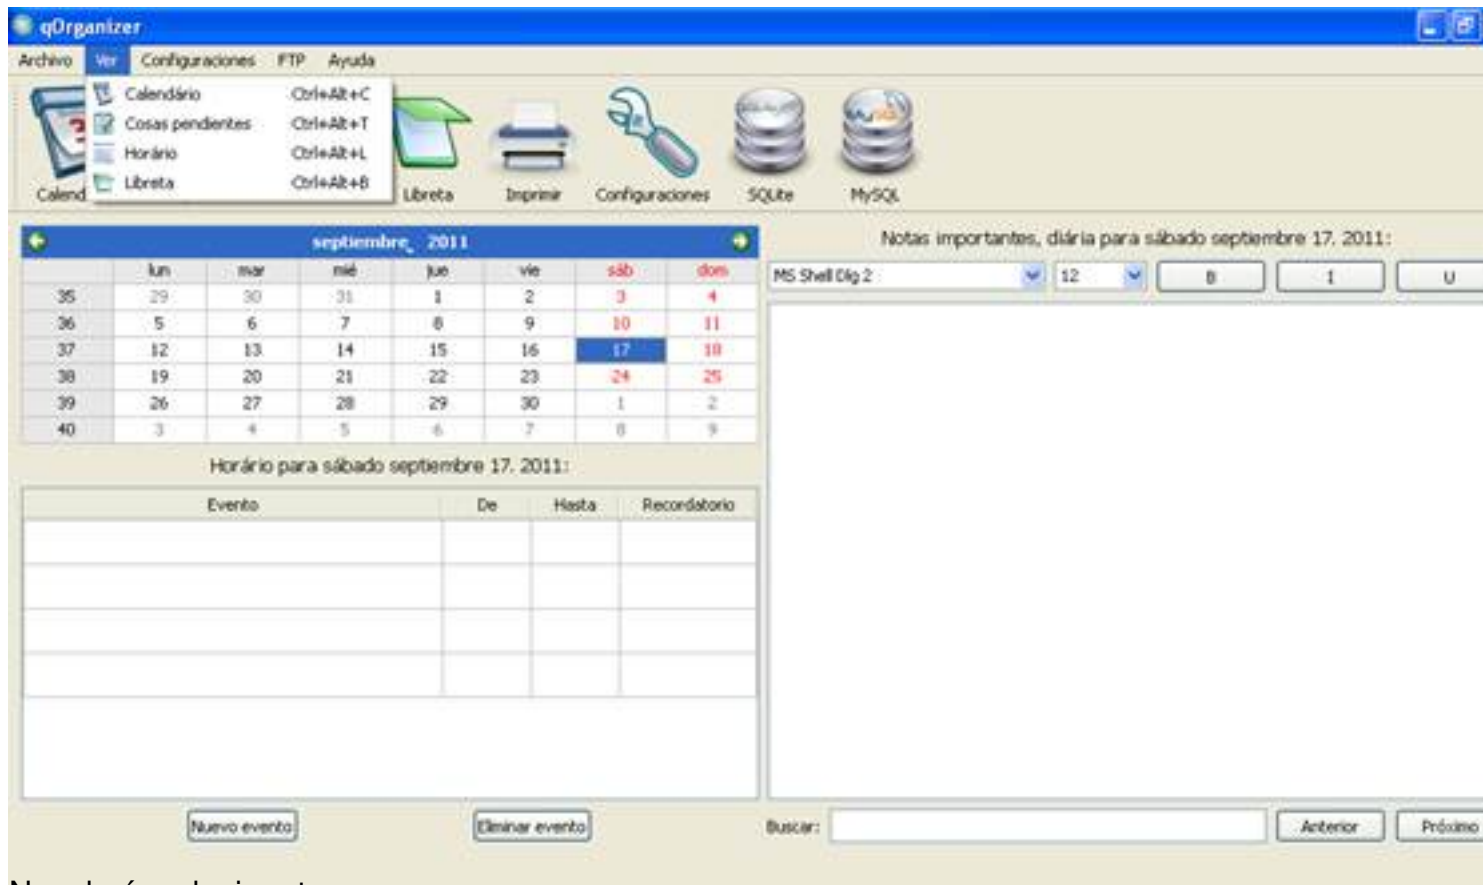 qOrganizer
Archivo Ver Configuraciones FTP Ayuda
Calendário Ctrl+Alt+C
Cosas pendientes Ctrl+Alt+T
Horário Ctrl+Alt+L
Libreta Ctrl+Alt+B
Calend Libreta Imprimir Configuraciones SQLite MySQL
septiembre, 2011
lun mar mié jue vie sáb dom
35 29 30 31 1 2 3 4
36 5 6 7 8 9 10 11
37 12 13 14 15 16 17 18
38 19 20 21 22 23 24 25
39 26 27 28 29 30 1 2
40 3 4 5 6 7 8 9
Horário para sábado septiembre 17. 2011:
Evento De Hasta Recordatorio
Nuevo evento Eliminar evento
Notas importantes, diária para sábado septiembre 17. 2011:
MS Shell Dlg 2 12 B I U
Buscar: Anterior Próximo